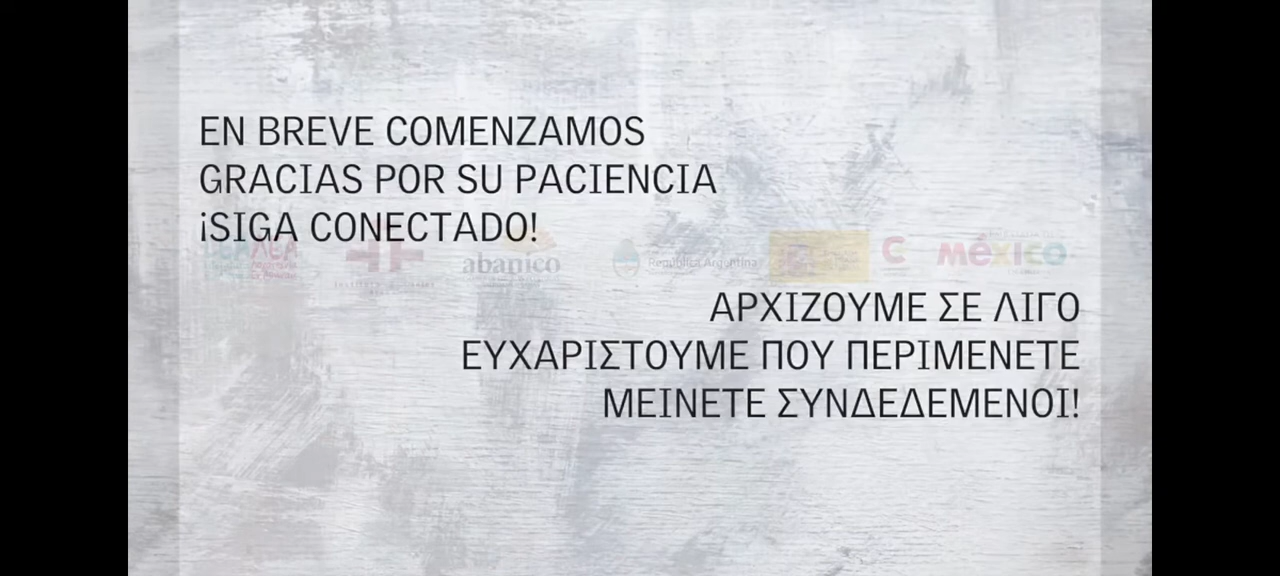 EN BREVE COMENZAMOS
GRACIAS POR SU PACIENCIA
¡SIGA CONECTADO!
abanico
República Argentina
méxico
ΑΡΧΙΖΟΥΜΕ ΣΕ ΛΙΓΟ
ΕΥΧΑΡΙΣΤΟΥΜΕ ΠΟΥ ΠΕΡΙΜΕΝΕΤΕ
ΜΕΙΝΕΤΕ ΣΥΝΔΕΔΕΜΕΝΟΙ!